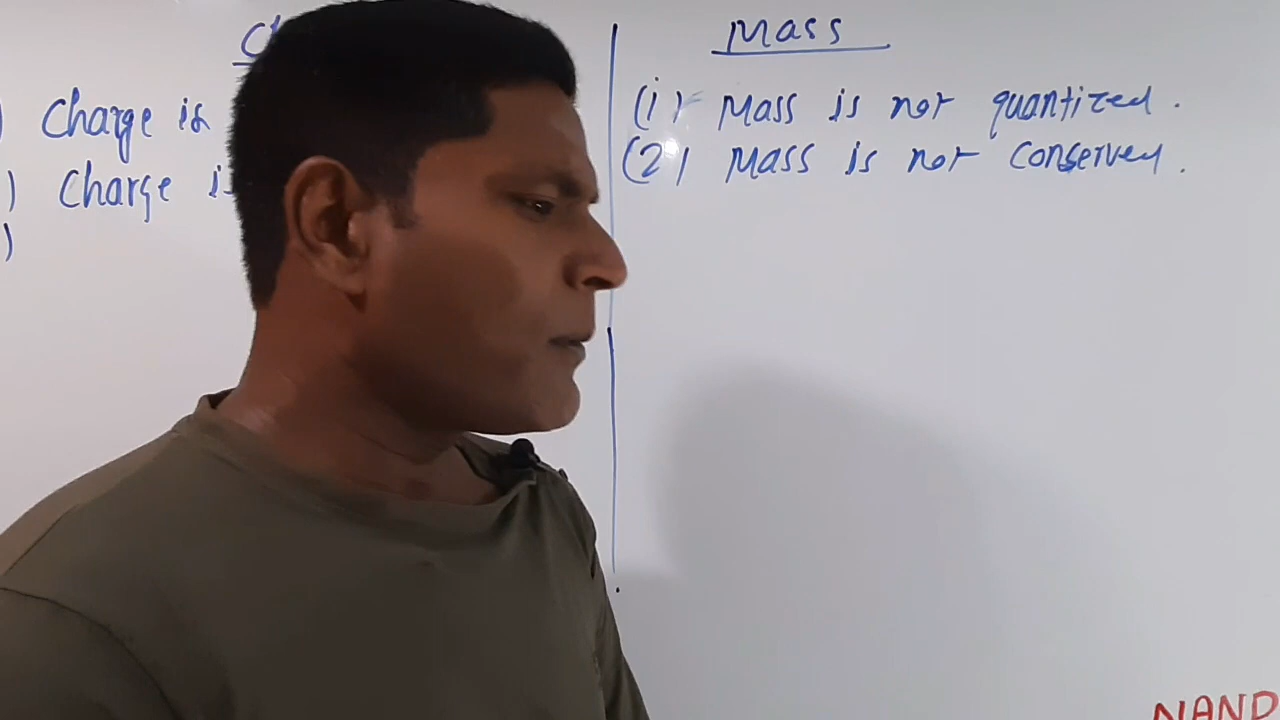 Mass
) Charge is
) Charge is
)
(1) Mass is not quantized.
(2) Mass is not conserved.
NAND